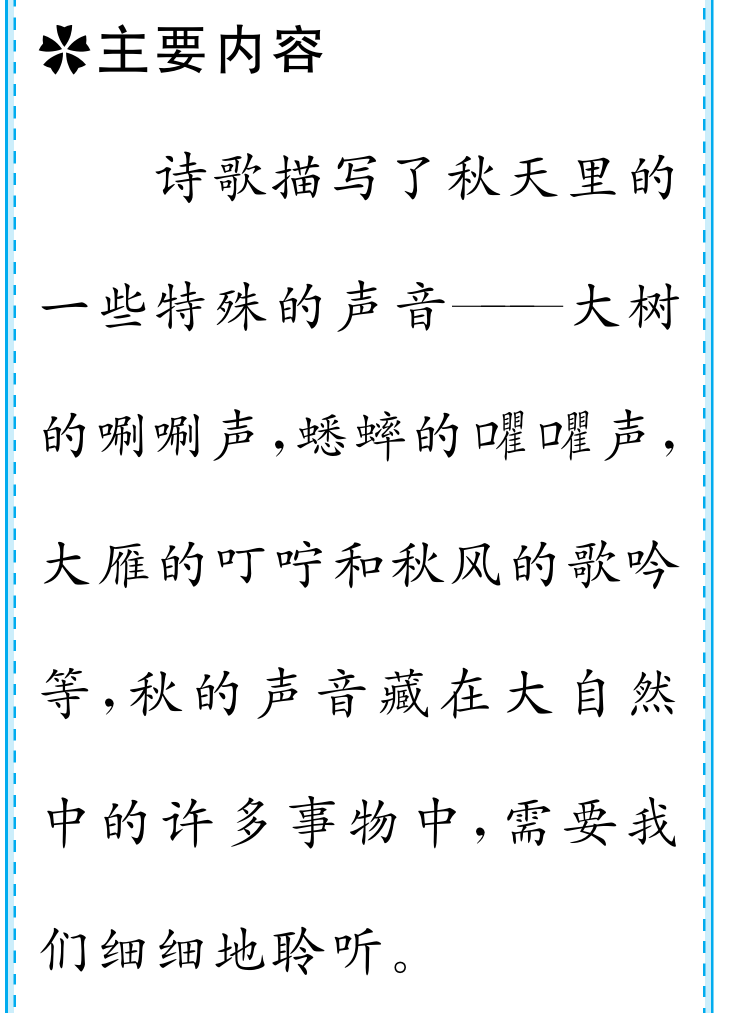 主要内容
诗歌描写了秋天里的
一些特殊的声音——大树
的唰唰声，蟋蟀的㘗㘗声，
大雁的叮咛和秋风的歌吟
等，秋的声音藏在大自然
中的许多事物中，需要我
们细细地聆听。